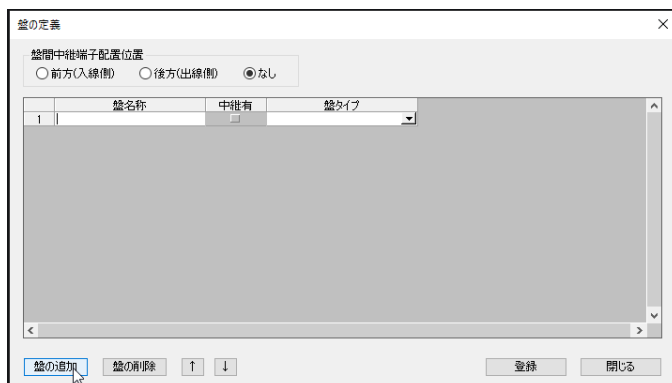 盤の定義
盤間中継端子配置位置
前方(入線側) 後方(出線側) なし
盤名称 中継有 盤タイプ
1
盤の追加 盤の削除 ↑ ↓ 登録 閉じる